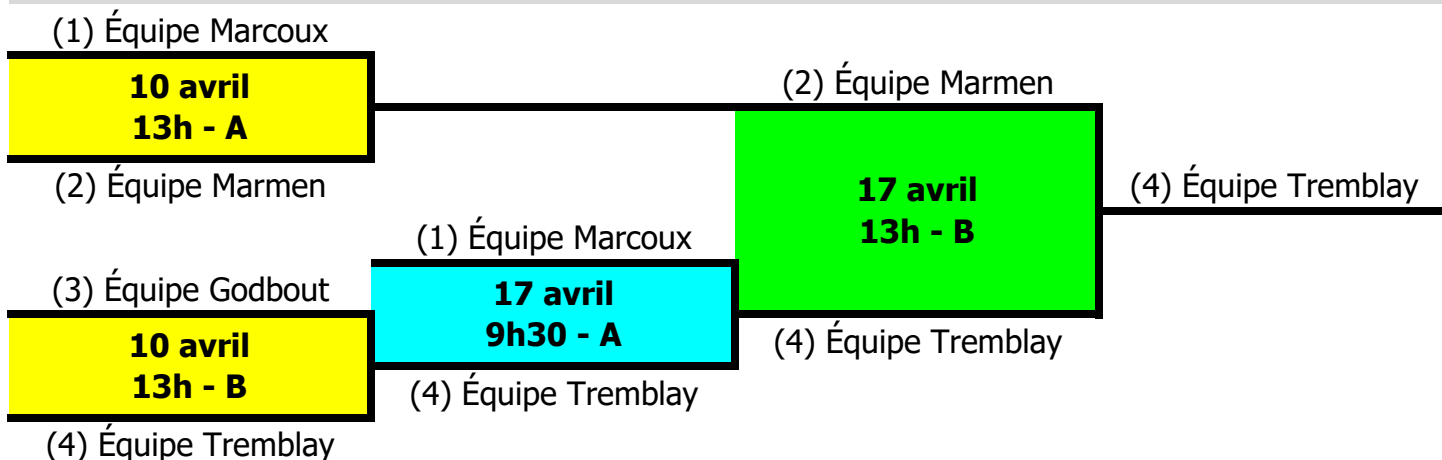 (1) Équipe Marcoux
10 avril
13h - A
(2) Équipe Marmen
(3) Équipe Godbout
10 avril
13h - B
(4) Équipe Tremblay
(1) Équipe Marcoux
17 avril
9h30 - A
(4) Équipe Tremblay
(2) Équipe Marmen
17 avril
13h - B
(4) Équipe Tremblay
(4) Équipe Tremblay